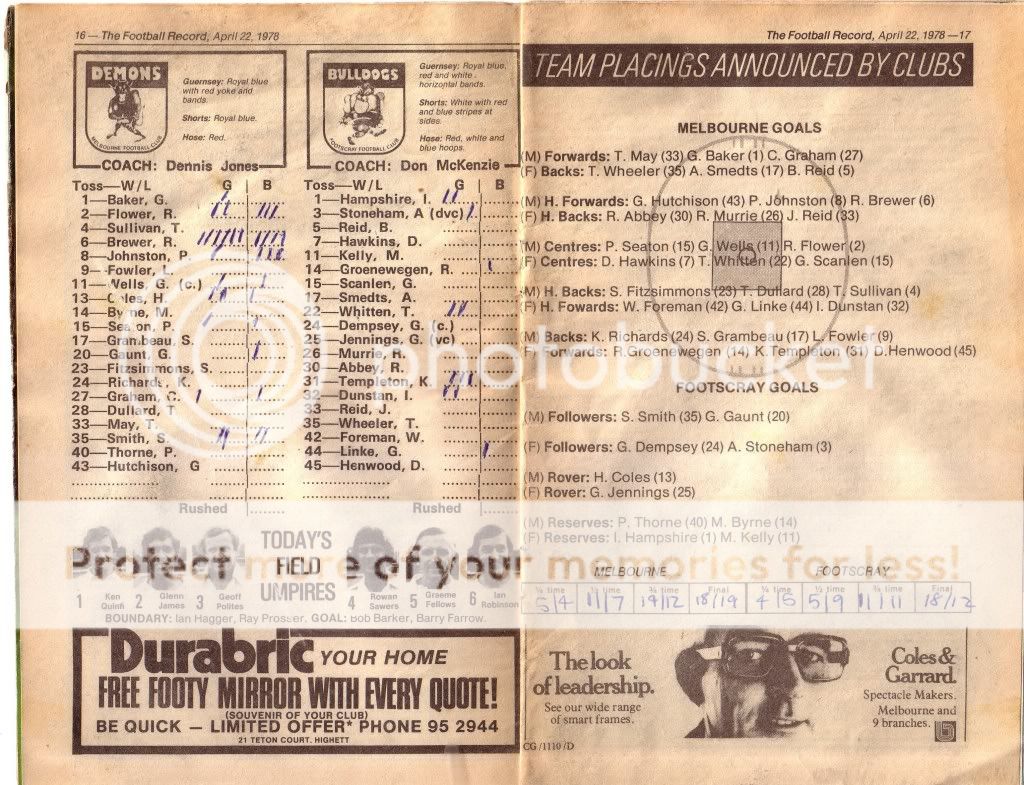 16 — The Football Record, April 22, 1978
DEMONS
MELBOURNE FOOTBALL CLUB
Guernsey: Royal blue
with red yoke and
bands.
Shorts: Royal blue.
Hose: Red.
COACH: Dennis Jones
BULLDOGS
FOOTSCRAY FOOTBALL CLUB
Guernsey: Royal blue,
red and white
horizontal bands.
Shorts: White with red
and blue stripes at
sides.
Hose: Red, white and
blue hoops.
COACH: Don McKenzie
Toss—W/L G B
1—Baker, G.
2—Flower, R.
4—Sullivan, T.
6—Brewer, R.
8—Johnston, P.
9—Fowler, L.
11—Wells, G. (c.)
13—Coles, H.
14—Byrne, M.
15—Seaton, P.
17—Grambeau, S.
20—Gaunt, G.
23—Fitzsimmons, S.
24—Richards, K.
27—Graham, C.
28—Dullard, T.
33—May, T.
35—Smith, S.
40—Thorne, P.
43—Hutchison, G
Rushed
Toss—W/L G B
1—Hampshire, I.
3—Stoneham, A (dvc)
5—Reid, B.
7—Hawkins, D.
11—Kelly, M.
14—Groenewegen, R.
15—Scanlen, G.
17—Smedts, A.
22—Whitten, T.
24—Dempsey, G. (c.)
25—Jennings, G. (vc)
26—Murrie, R.
30—Abbey, R.
31—Templeton, K.
32—Dunstan, I.
33—Reid, J.
35—Wheeler, T.
42—Foreman, W.
44—Linke, G.
45—Henwood, D.
Rushed
TODAY'S
FIELD
UMPIRES
1 Ken Quinn
2 Glenn James
3 Geoff Polites
4 Rowan Sawers
5 Graeme Fellows
6 Ian Robinson
BOUNDARY: Ian Hagger, Ray Prosser. GOAL: Bob Barker, Barry Farrow.
Durabric YOUR HOME
FREE FOOTY MIRROR WITH EVERY QUOTE!
(SOUVENIR OF YOUR CLUB)
BE QUICK — LIMITED OFFER* PHONE 95 2944
21 TETON COURT, HIGHETT
The Football Record, April 22, 1978—17
TEAM PLACINGS ANNOUNCED BY CLUBS
MELBOURNE GOALS
(M) Forwards: T. May (33) G. Baker (1) C. Graham (27)
(F) Backs: T. Wheeler (35) A. Smedts (17) B. Reid (5)
(M) H. Forwards: G. Hutchison (43) P. Johnston (8) R. Brewer (6)
(F) H. Backs: R. Abbey (30) R. Murrie (26) J. Reid (33)
(M) Centres: P. Seaton (15) G. Wells (11) R. Flower (2)
(F) Centres: D. Hawkins (7) T. Whitten (22) G. Scanlen (15)
(M) H. Backs: S. Fitzsimmons (23) T. Dullard (28) T. Sullivan (4)
(F) H. Fowards: W. Foreman (42) G. Linke (44) I. Dunstan (32)
(M) Backs: K. Richards (24) S. Grambeau (17) L. Fowler (9)
(F) Forwards: R.Groenewegen (14) K.Templeton (31) D.Henwood (45)
FOOTSCRAY GOALS
(M) Followers: S. Smith (35) G. Gaunt (20)
(F) Followers: G. Dempsey (24) A. Stoneham (3)
(M) Rover: H. Coles (13)
(F) Rover: G. Jennings (25)
(M) Reserves: P. Thorne (40) M. Byrne (14)
(F) Reserves: I. Hampshire (1) M. Kelly (11)
MELBOURNE FOOTSCRAY
¼ time ½ time ¾ time Final ¼ time ½ time ¾ time Final
5/4 11/7 14/12 18/19 4/5 5/9 11/11 18/12
The look
of leadership.
See our wide range
of smart frames.
Coles &
Garrard.
Spectacle Makers.
Melbourne and
9 branches.
CG/1110/D
photobucket
Protect more of your memories for less!